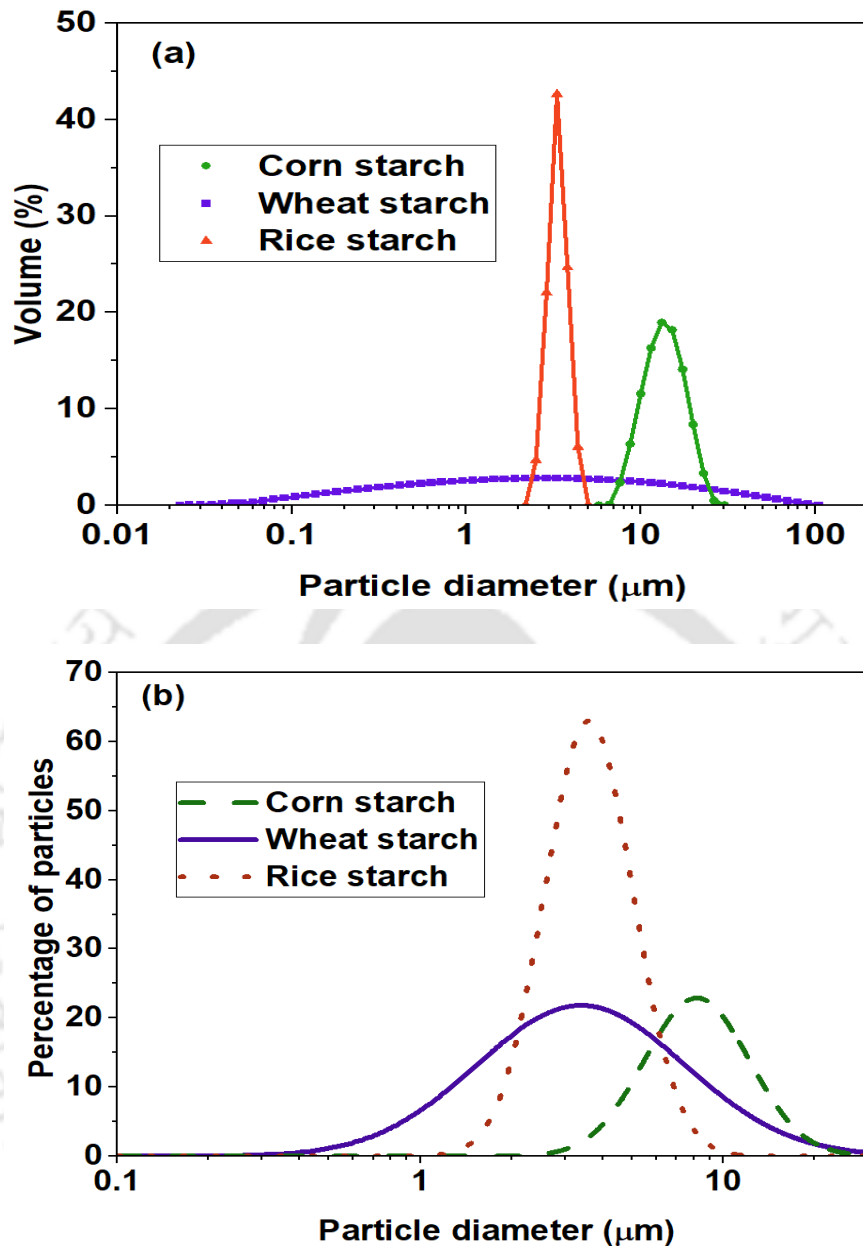 (a)
50
40
30
20
10
0
Volume (%)
Corn starch
Wheat starch
Rice starch
0.01 0.1 1 10 100
Particle diameter (μm)
(b)
70
60
50
40
30
20
10
0
Percentage of particles
Corn starch
Wheat starch
Rice starch
0.1 1 10
Particle diameter (μm)